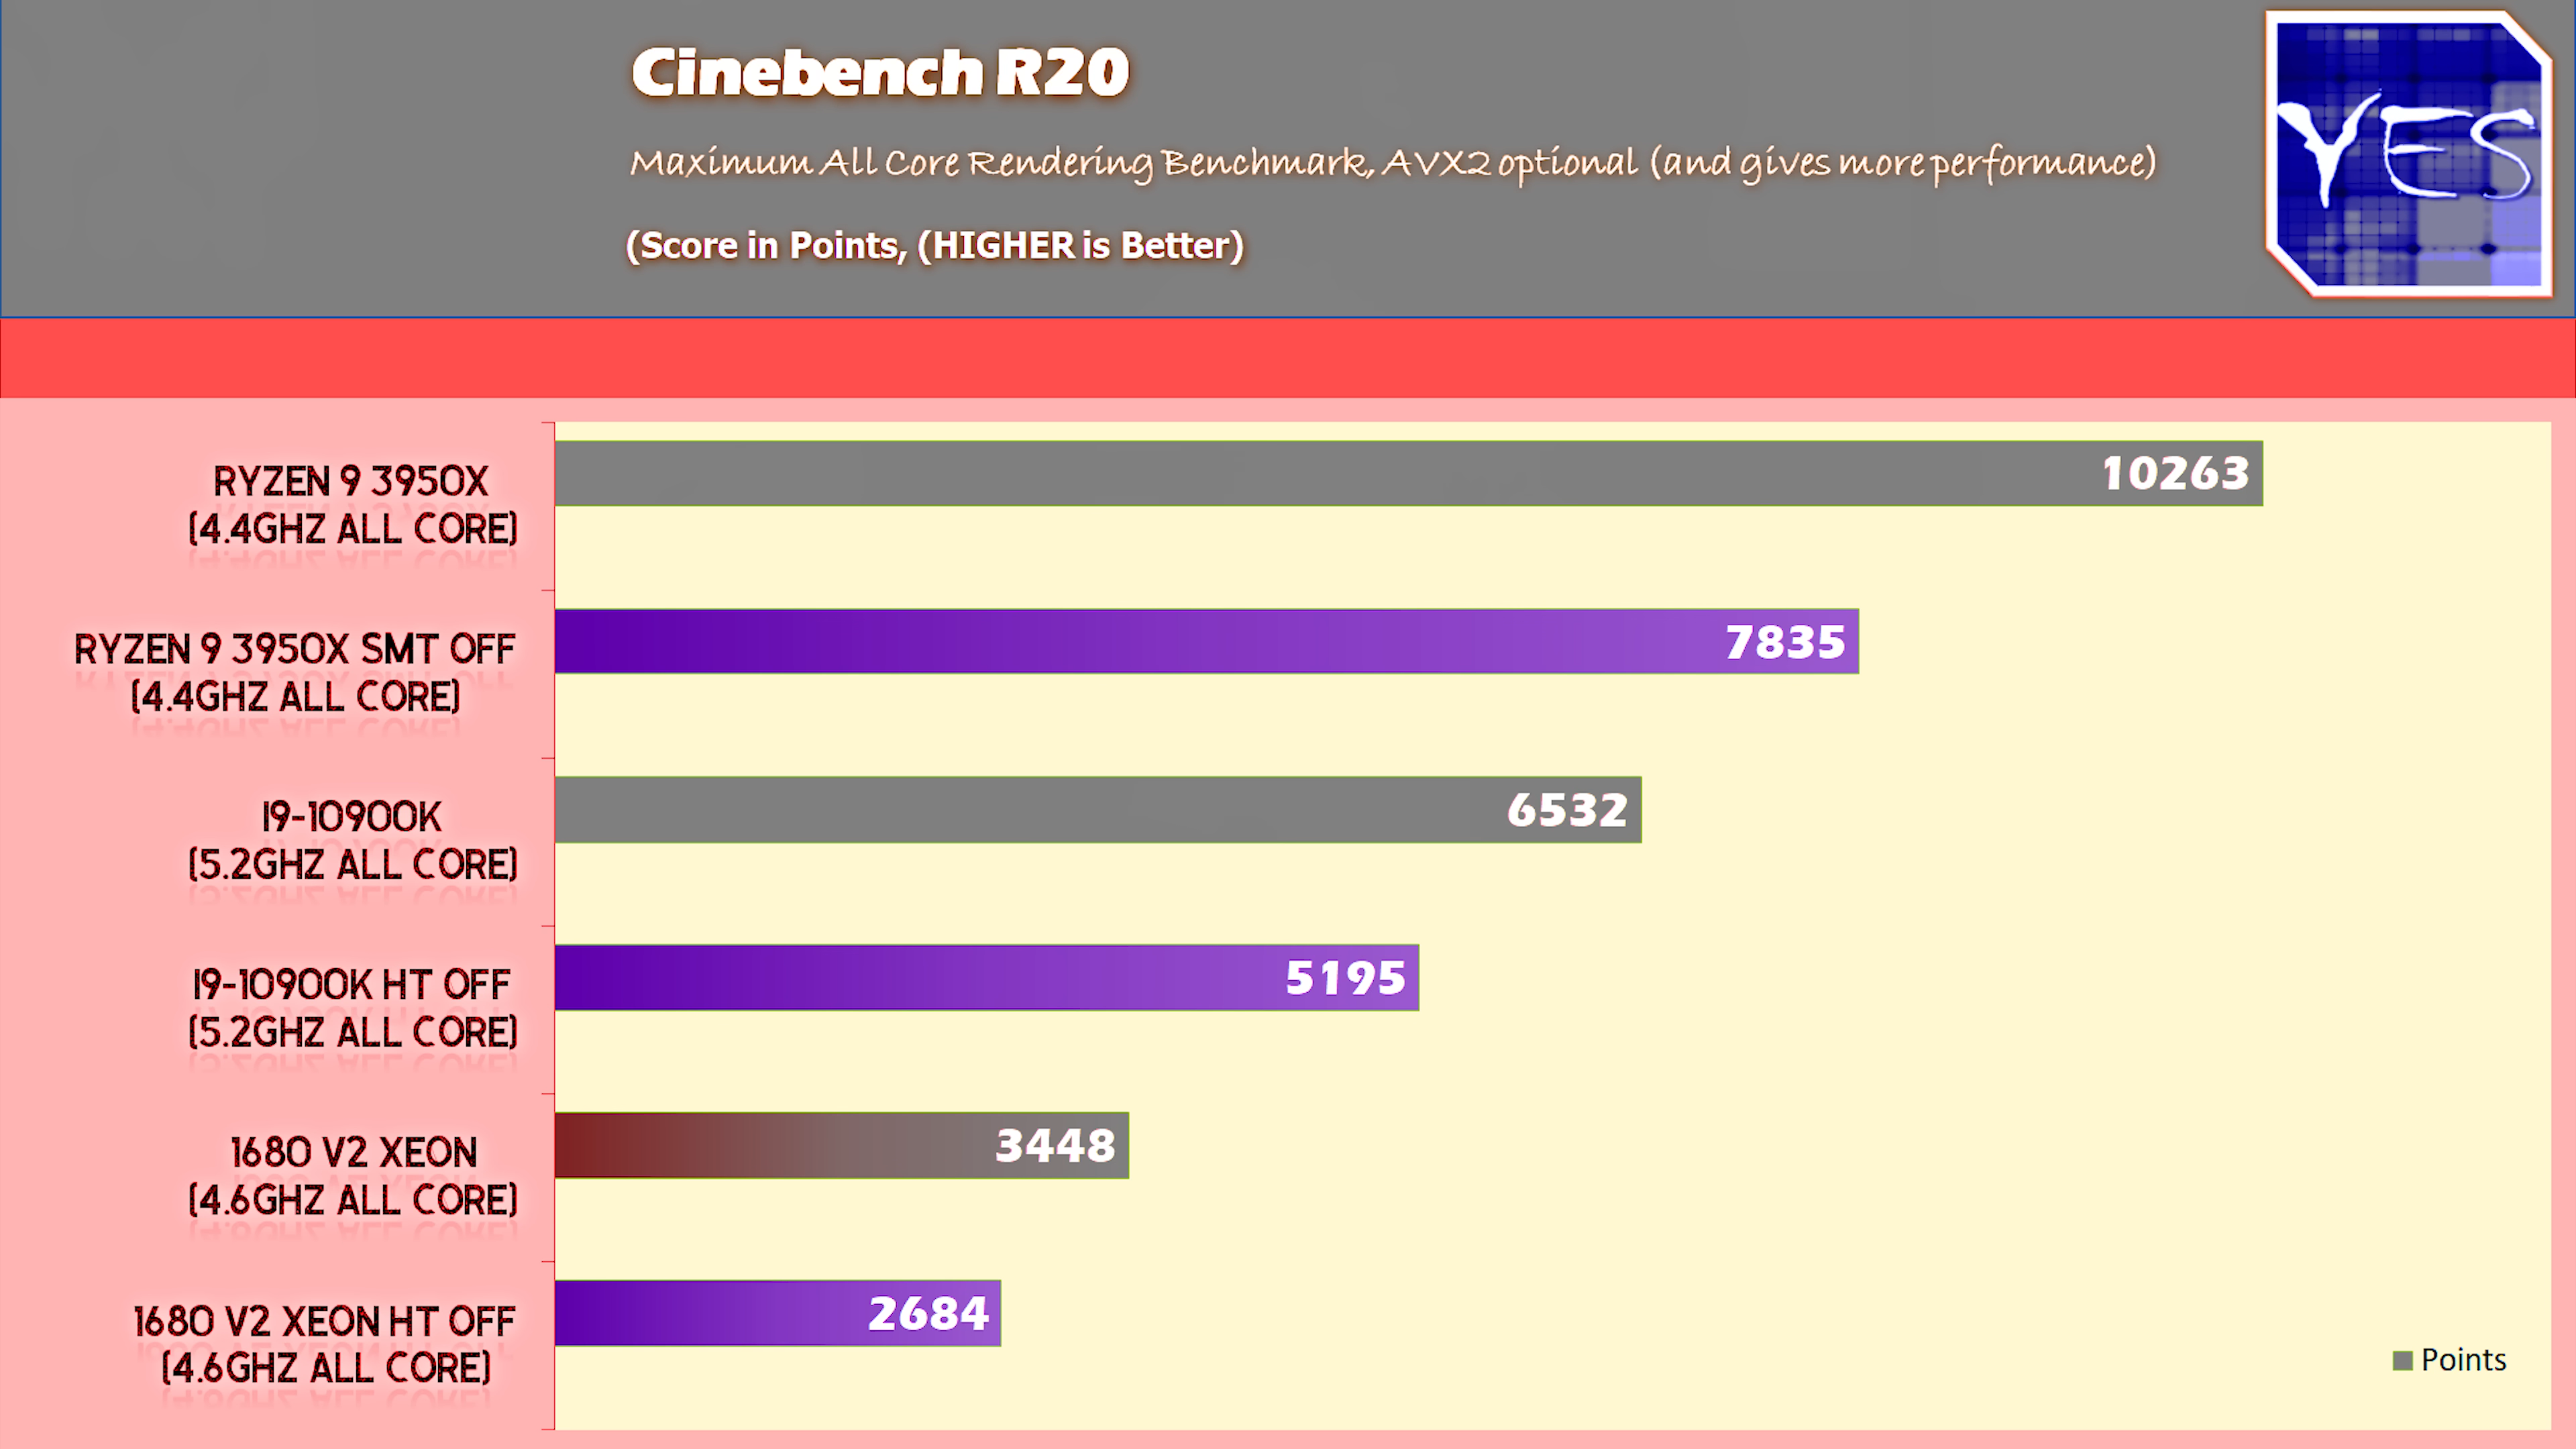 Cinebench R20
YES
Maximum All Core Rendering Benchmark, AVX2 optional (and gives more performance)
(Score in Points, (HIGHER is Better)
RYZEN 9 3950X
(4.4GHZ ALL CORE)
10263
RYZEN 9 3950X SMT OFF
(4.4GHZ ALL CORE)
7835
I9-10900K
(5.2GHZ ALL CORE)
6532
I9-10900K HT OFF
(5.2GHZ ALL CORE)
5195
1680 V2 XEON
(4.6GHZ ALL CORE)
3448
1680 V2 XEON HT OFF
(4.6GHZ ALL CORE)
2684
Points